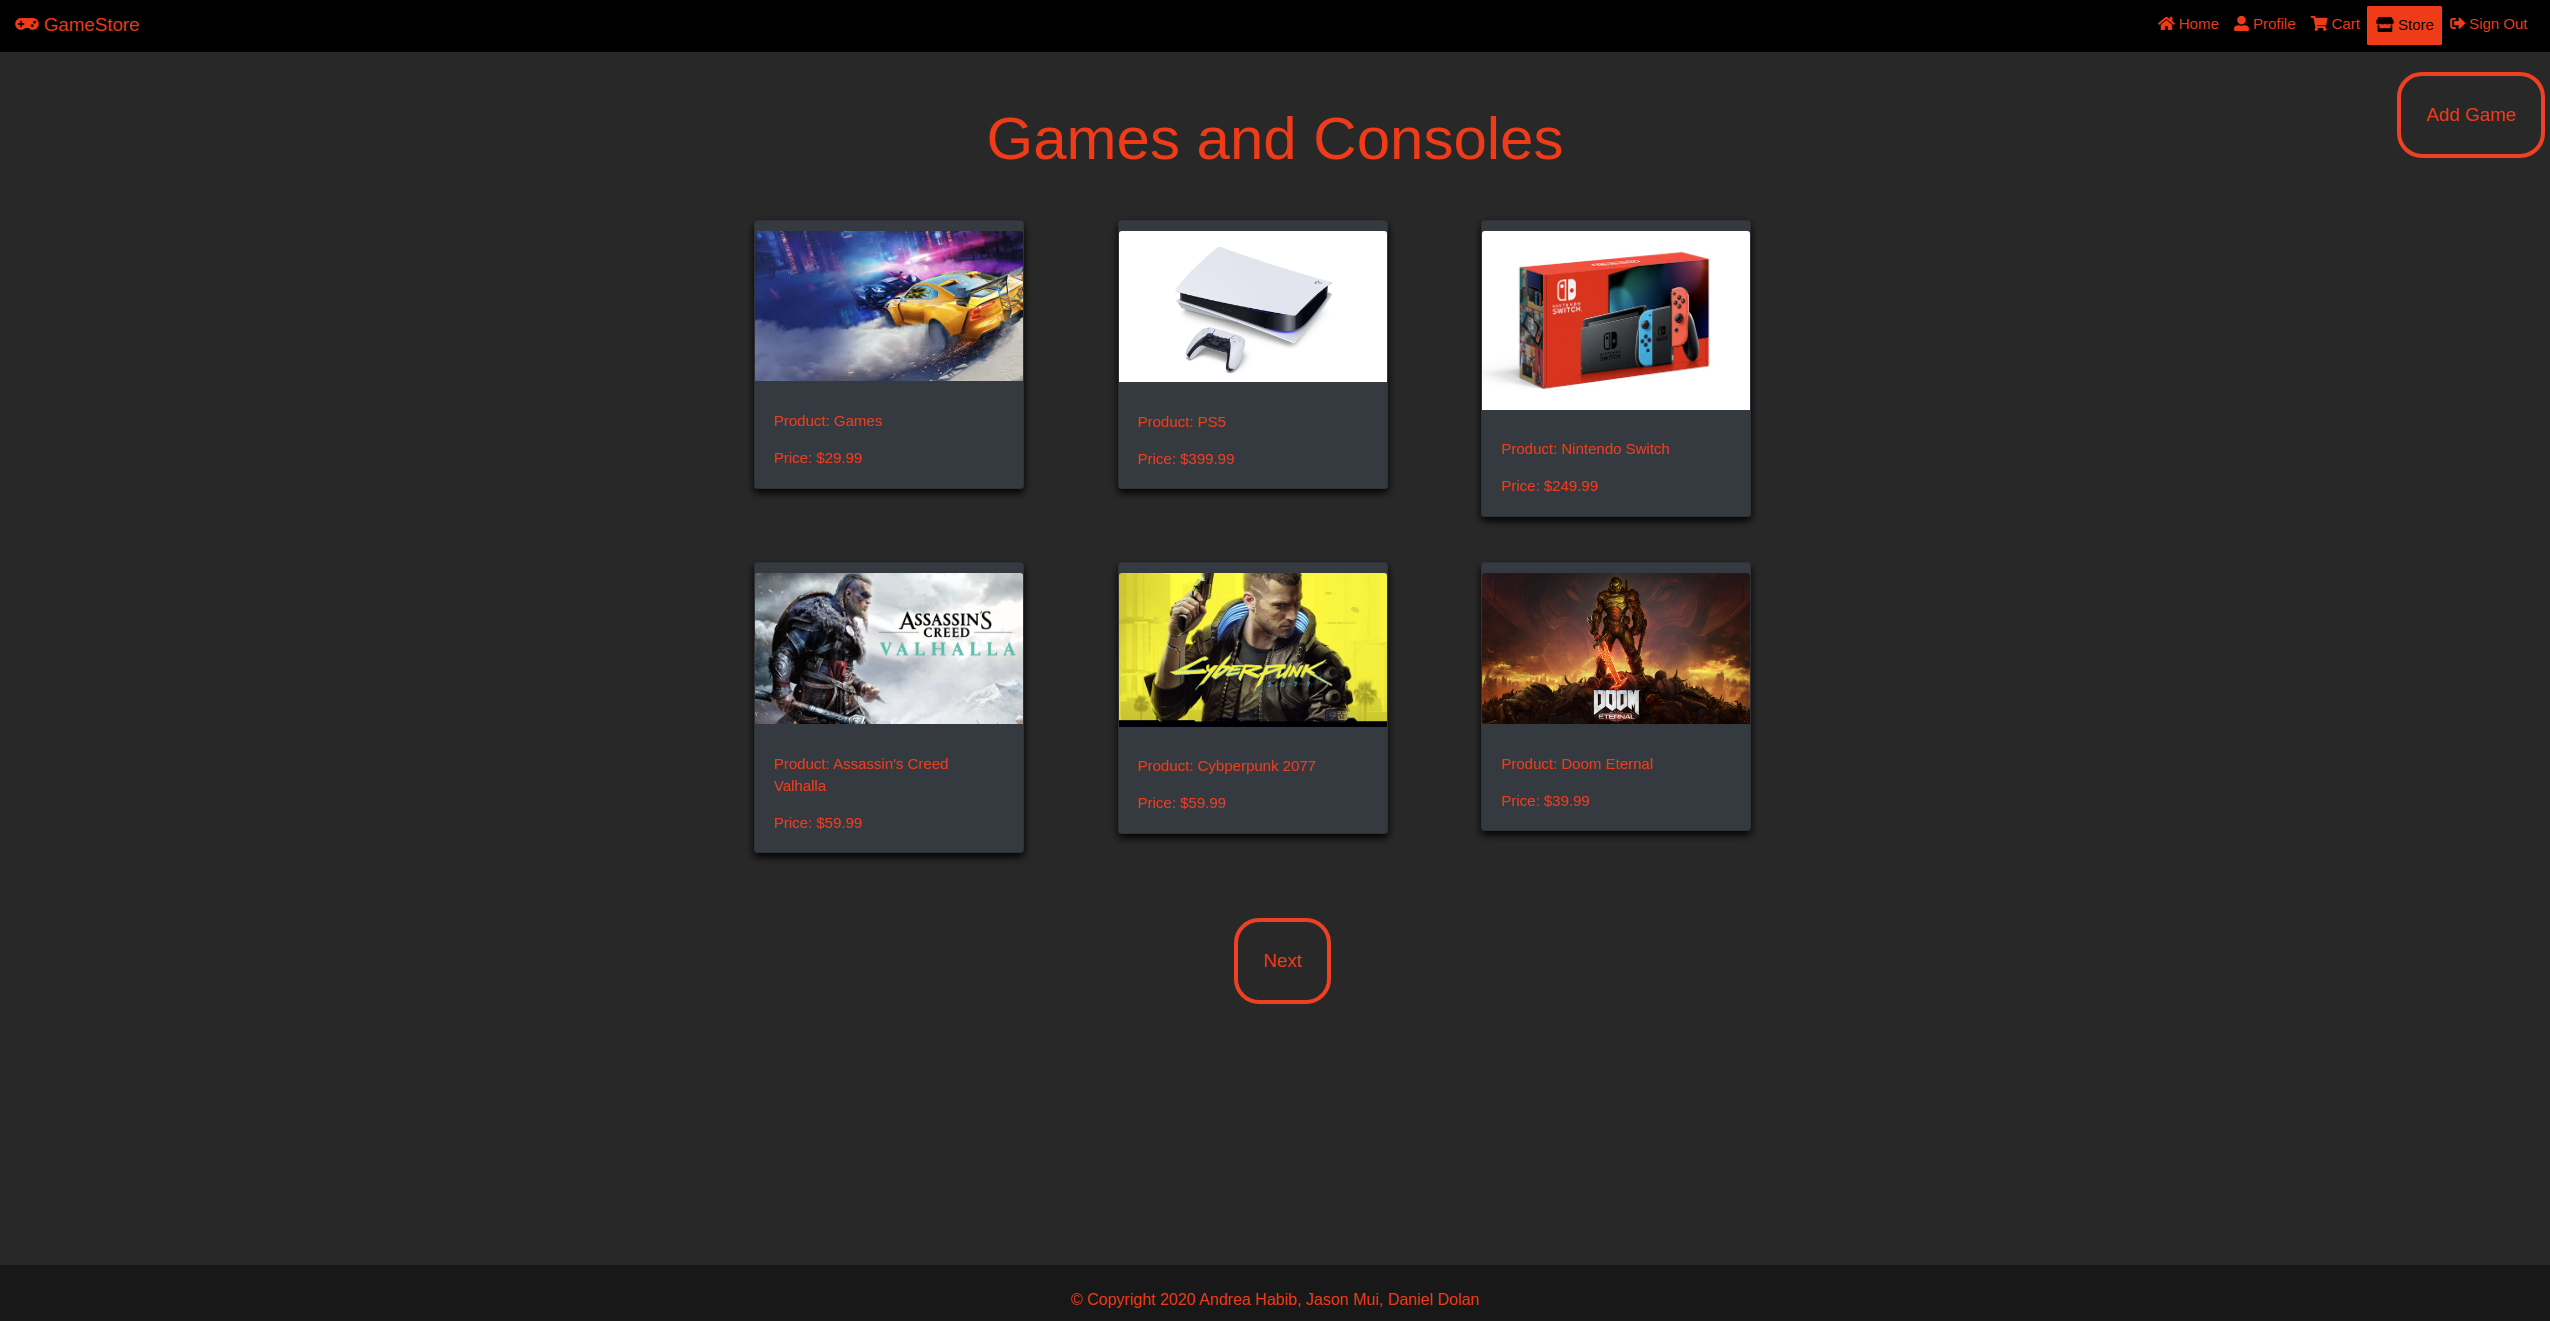 GameStore
Home
Profile
Cart
Store
Sign Out
Add Game
Games and Consoles
NINTENDO
SWITCH.
Product: Games
Price: $29.99
Product: PS5
Price: $399.99
Product: Nintendo Switch
Price: $249.99
ASSASSIN'S
CREED
VALHALLA
CYBERPUNK
2077
DOOM
ETERNAL
Product: Assassin's Creed
Valhalla
Price: $59.99
Product: Cybperpunk 2077
Price: $59.99
Product: Doom Eternal
Price: $39.99
Next
© Copyright 2020 Andrea Habib, Jason Mui, Daniel Dolan